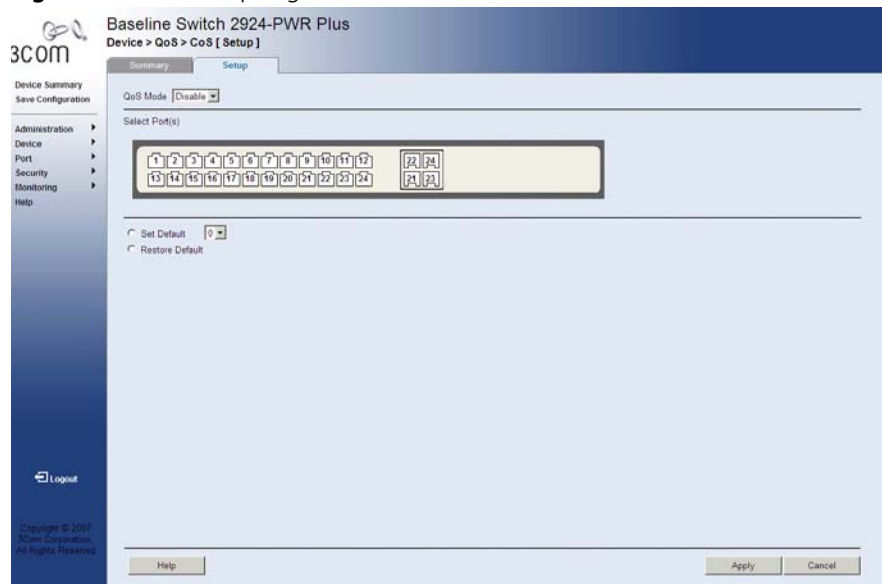 3COM
Baseline Switch 2924-PWR Plus
Device > QoS > CoS [ Setup ]
Summary Setup
Device Summary
Save Configuration
Administration
Device
Port
Security
Monitoring
Help
QoS Mode Disable
Select Port(s)
1 2 3 4 5 6 7 8 9 10 11 12 22 24
13 14 15 16 17 18 19 20 21 22 23 24 21 23
Set Default 0
Restore Default
Logout
Copyright © 2007
3Com Corporation.
All Rights Reserved
Help Apply Cancel